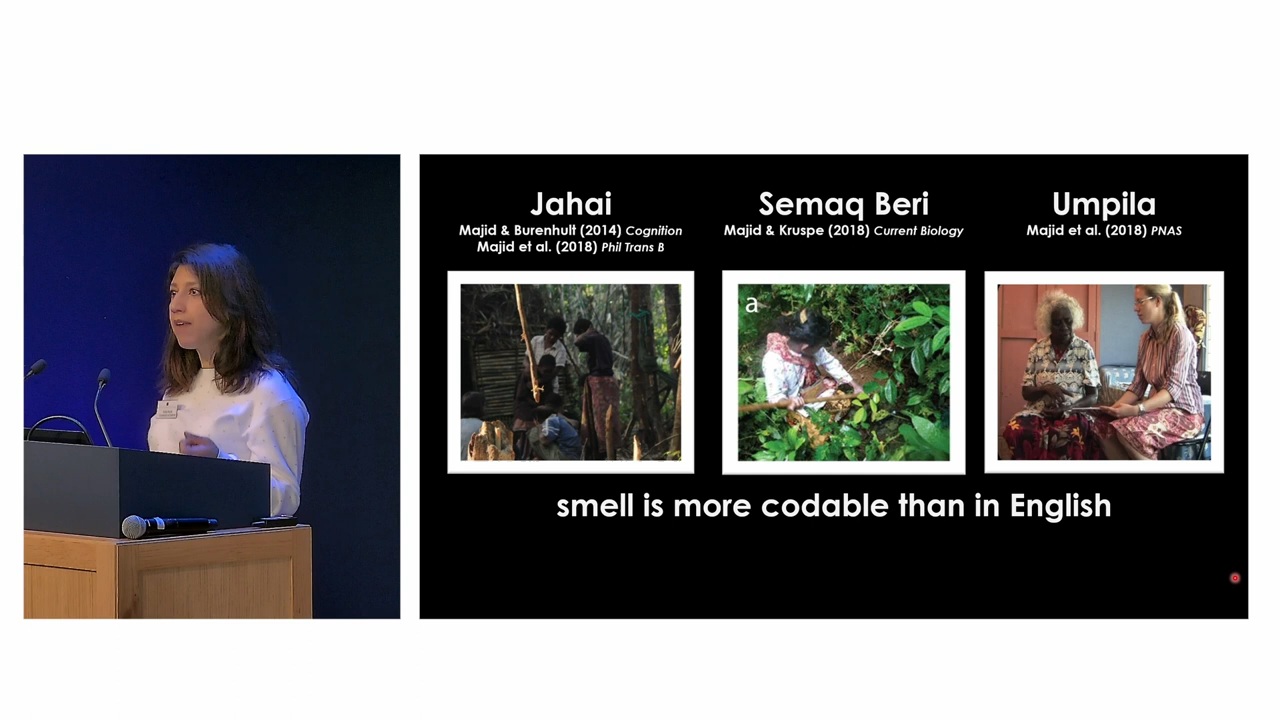 Jahai
Majid & Burenhult (2014) Cognition
Majid et al. (2018) Phil Trans B
Semaq Beri
Majid & Kruspe (2018) Current Biology
Umpila
Majid et al. (2018) PNAS
a
smell is more codable than in English